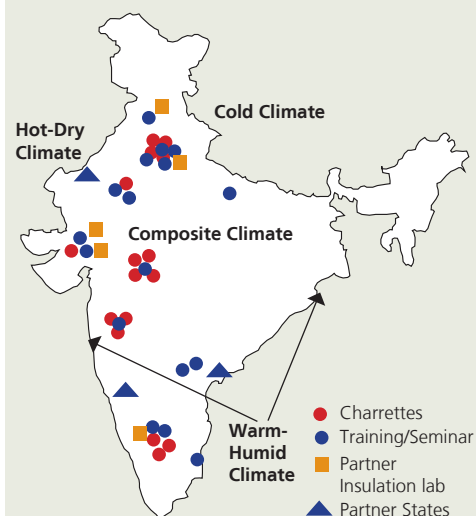 Cold Climate
Hot-Dry
Climate
Composite Climate
Warm-
Humid
Climate
Charrettes
Training/Seminar
Partner
Insulation lab
Partner States